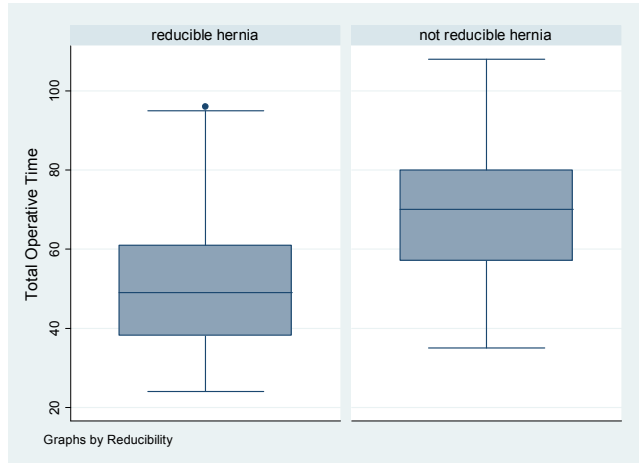 reducible hernia
not reducible hernia
Total Operative Time
100
80
60
40
20
Graphs by Reducibility